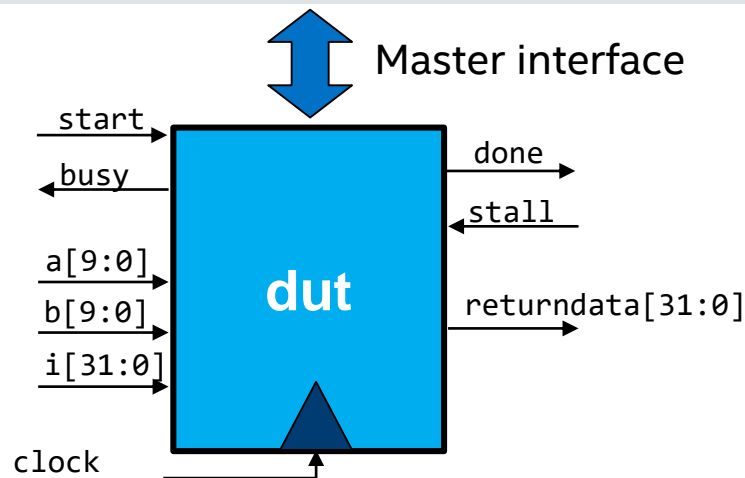 Master interface
start
done
busy
stall
a[9:0]
dut
b[9:0]
returndata[31:0]
i[31:0]
clock